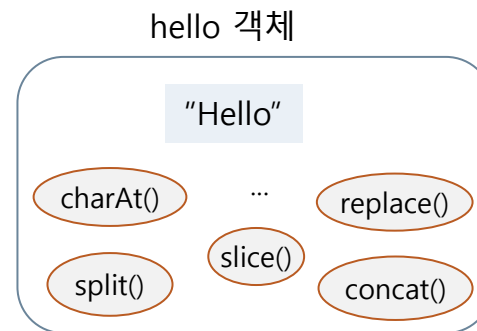 hello 객체
"Hello"
charAt()
...
replace()
slice()
split()
concat()